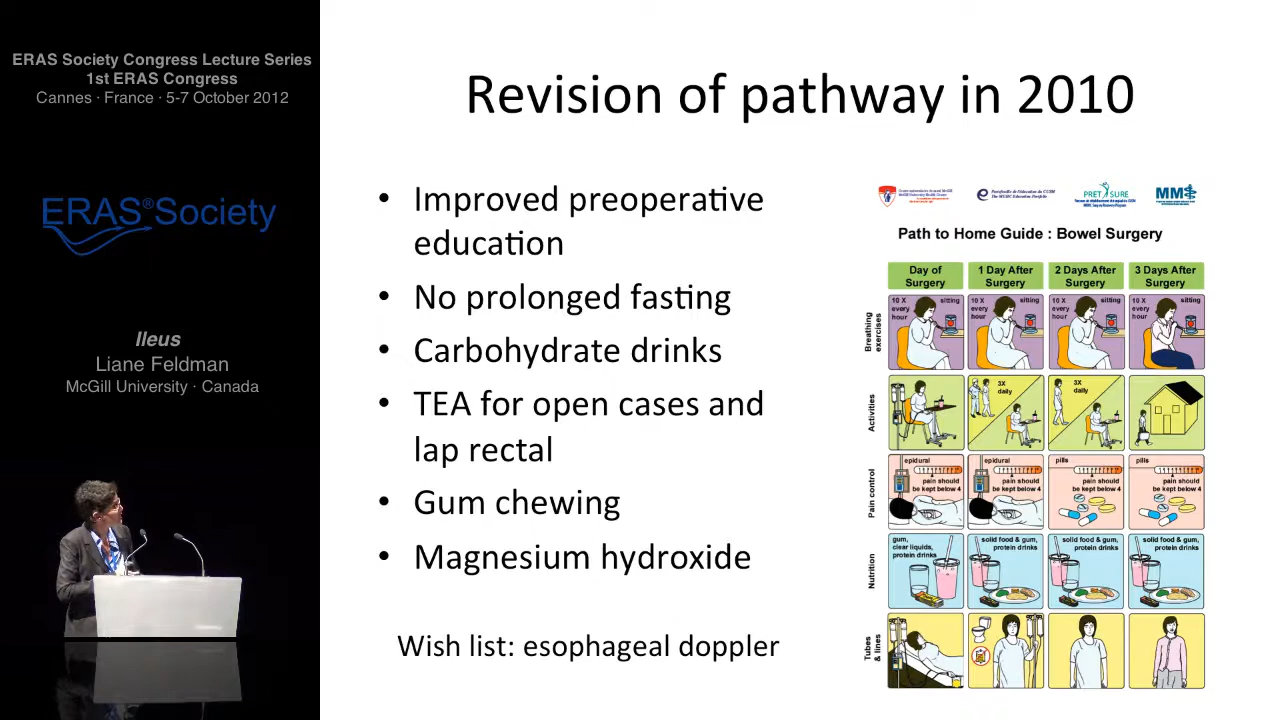 ERAS Society Congress Lecture Series
1st ERAS Congress
Cannes · France · 5-7 October 2012
ERAS®Society
Ileus
Liane Feldman
McGill University · Canada
Revision of pathway in 2010
• Improved preoperative
education
• No prolonged fasting
• Carbohydrate drinks
• TEA for open cases and
lap rectal
• Gum chewing
• Magnesium hydroxide
Wish list: esophageal doppler
PRET SURE
MMS
Path to Home Guide : Bowel Surgery
Day of
Surgery
1 Day After
Surgery
2 Days After
Surgery
3 Days After
Surgery
Breathing
exercises
10 X
every
hour
sitting
10 X
every
hour
sitting
10 X
every
hour
sitting
10 X
every
hour
sitting
Activities
3X
daily
3X
daily
Pain control
epidural
pain should
be kept below 4
epidural
pain should
be kept below 4
pills
pain should
be kept below 4
pills
pain should
be kept below 4
Nutrition
gum,
clear liquids,
protein drinks
solid food & gum,
protein drinks
solid food & gum,
protein drinks
solid food & gum,
protein drinks
Tubes
& lines